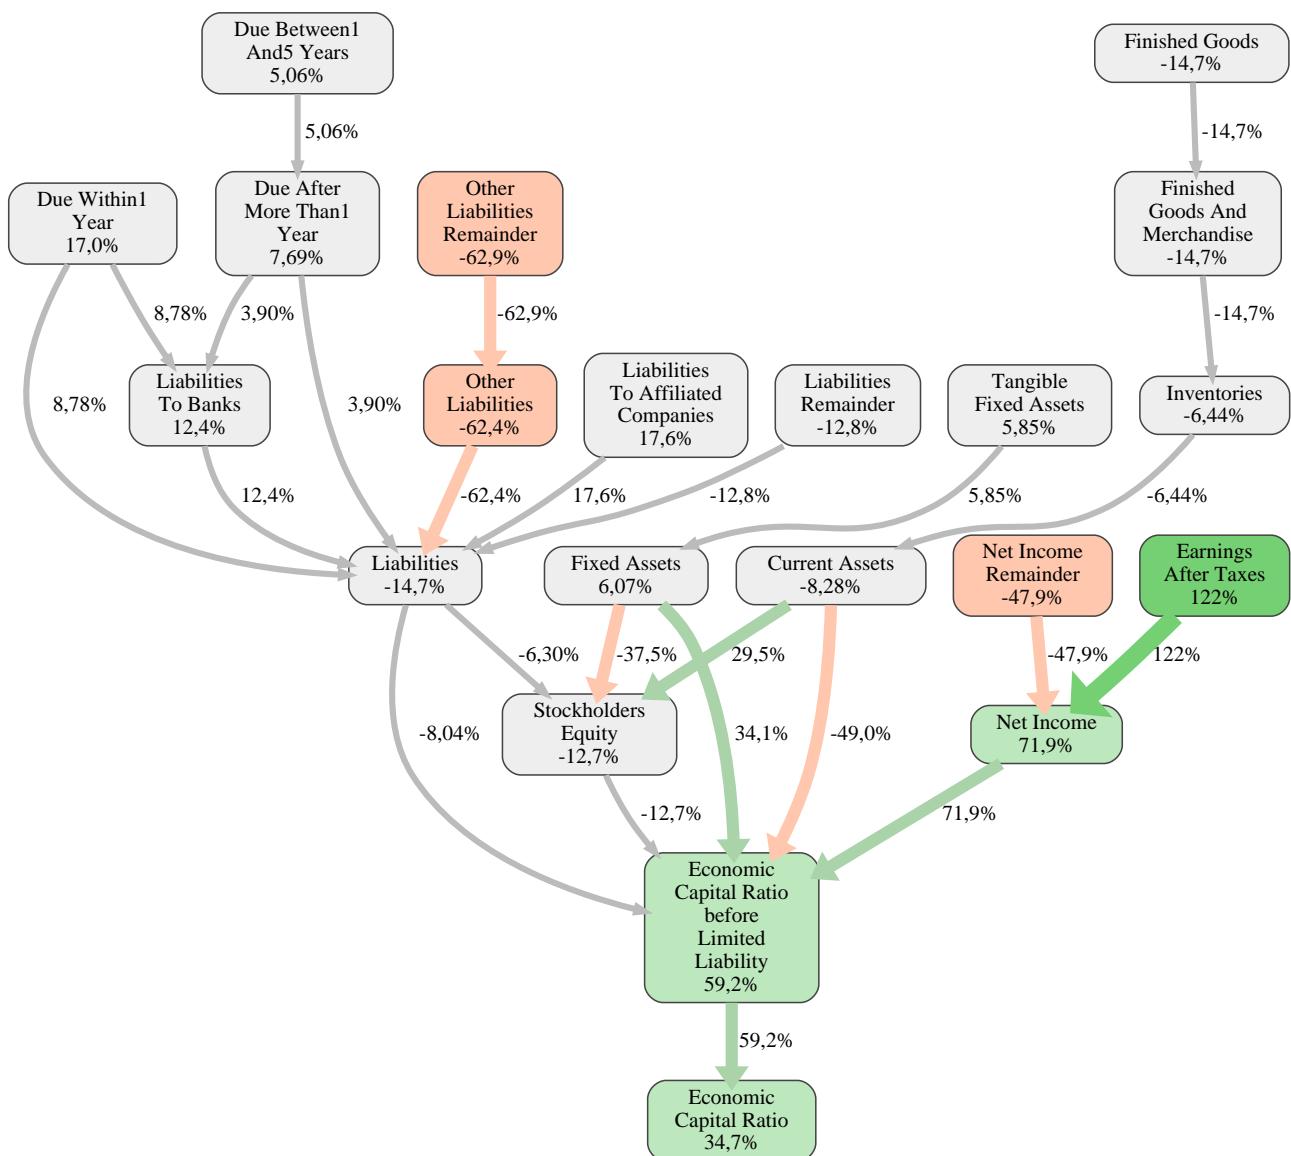 Due Between1
And5 Years
5,06%
Finished Goods
-14,7%
5,06%
-14,7%
Due Within1
Year
17,0%
Due After
More Than1
Year
7,69%
Other
Liabilities
Remainder
-62,9%
Finished
Goods And
Merchandise
-14,7%
8,78%
3,90%
-62,9%
-14,7%
Liabilities
To Banks
12,4%
Other
Liabilities
-62,4%
Liabilities
To Affiliated
Companies
17,6%
Liabilities
Remainder
-12,8%
Tangible
Fixed Assets
5,85%
Inventories
-6,44%
8,78%
3,90%
12,4%
-62,4%
17,6%
-12,8%
5,85%
-6,44%
Liabilities
-14,7%
Fixed Assets
6,07%
Current Assets
-8,28%
Net Income
Remainder
-47,9%
Earnings
After Taxes
122%
-6,30%
-37,5%
29,5%
-47,9%
122%
Stockholders
Equity
-12,7%
Net Income
71,9%
-8,04%
34,1%
-49,0%
-12,7%
71,9%
Economic
Capital Ratio
before
Limited
Liability
59,2%
59,2%
Economic
Capital Ratio
34,7%